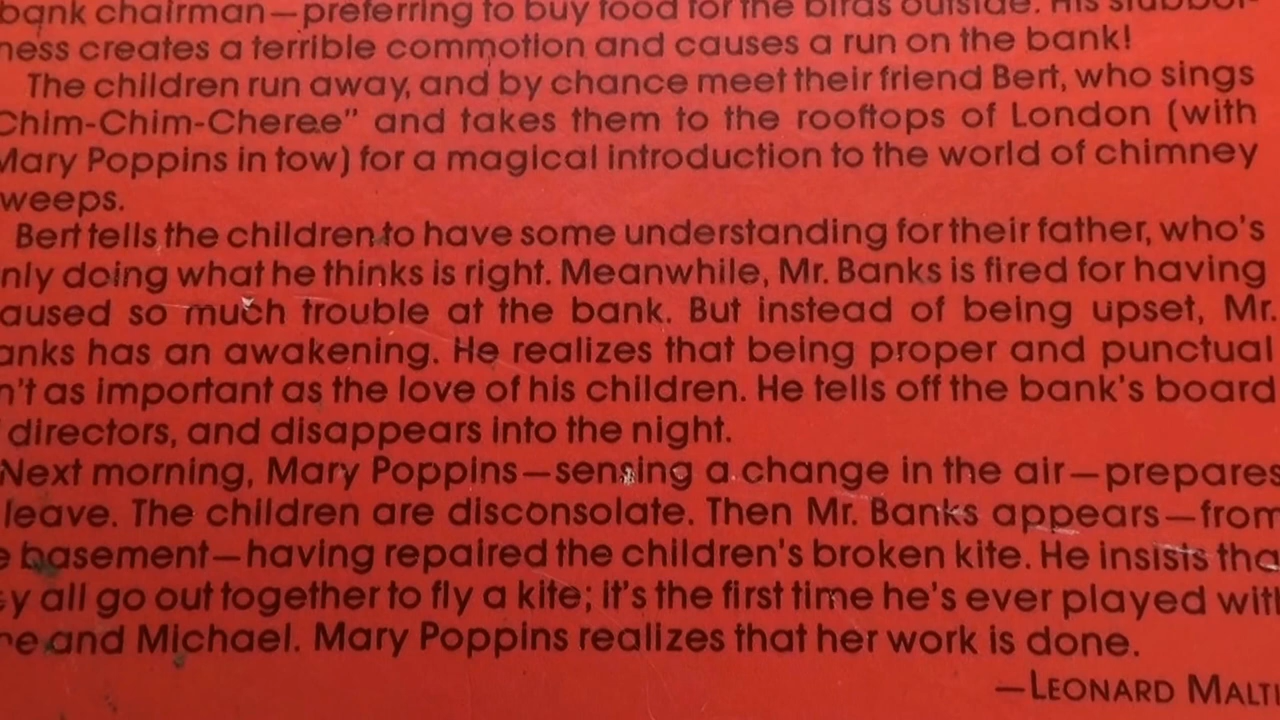 bank chairman—preferring to buy food for the birds outside. His stubbor-
ness creates a terrible commotion and causes a run on the bank!
The children run away, and by chance meet their friend Bert, who sings
Chim-Chim-Cheree" and takes them to the rooftops of London (with
Mary Poppins in tow) for a magical introduction to the world of chimney
weeps.
Bert tells the children to have some understanding for their father, who's
nly doing what he thinks is right. Meanwhile, Mr. Banks is fired for having
aused so much trouble at the bank. But instead of being upset, Mr.
anks has an awakening. He realizes that being proper and punctual
n't as important as the love of his children. He tells off the bank's board
directors, and disappears into the night.
Next morning, Mary Poppins—sensing a change in the air—prepares
leave. The children are disconsolate. Then Mr. Banks appears—from
e basement—having repaired the children's broken kite. He insists tha
ey all go out together to fly a kite; it's the first time he's ever played with
ne and Michael. Mary Poppins realizes that her work is done.
—LEONARD MALTI